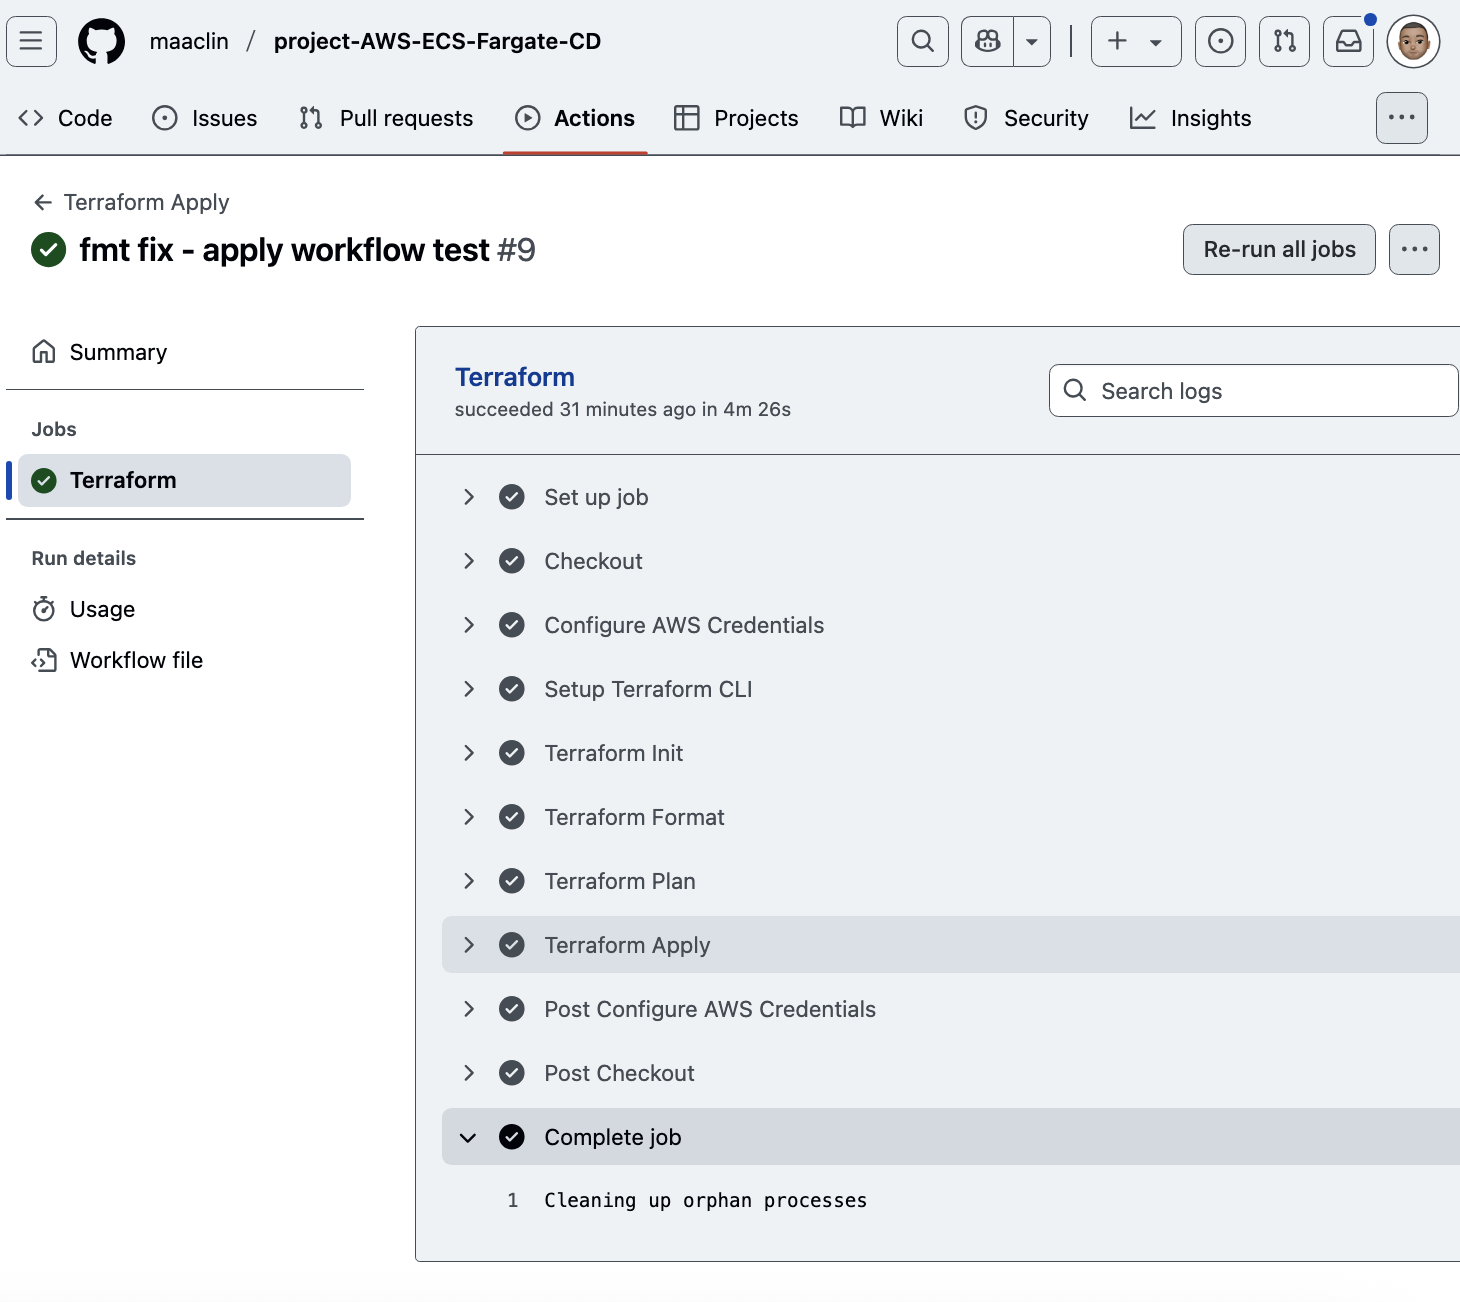 maaclin / project-AWS-ECS-Fargate-CD
Code Issues Pull requests Actions Projects Wiki Security Insights
Terraform Apply
fmt fix - apply workflow test #9
Re-run all jobs
Summary
Jobs
Terraform
Run details
Usage
Workflow file
Terraform
succeeded 31 minutes ago in 4m 26s
Search logs
Set up job
Checkout
Configure AWS Credentials
Setup Terraform CLI
Terraform Init
Terraform Format
Terraform Plan
Terraform Apply
Post Configure AWS Credentials
Post Checkout
Complete job
1 Cleaning up orphan processes